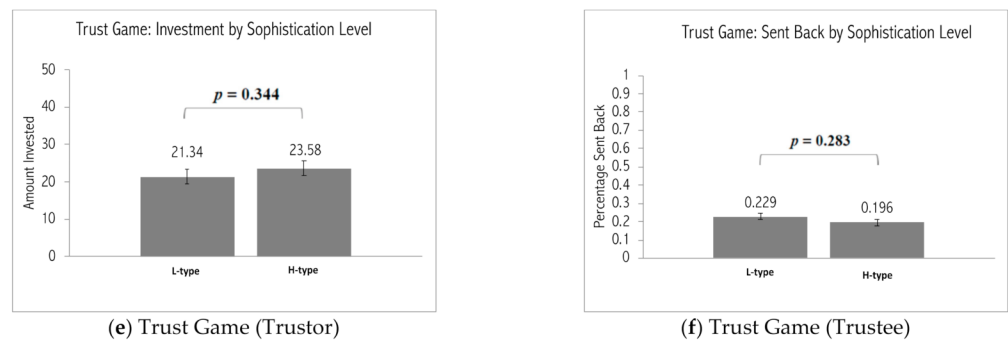 Trust Game: Investment by Sophistication Level
50
40
30
20
10
0
Amount Invested
p = 0.344
21.34
23.58
L-type
H-type
(e) Trust Game (Trustor)
Trust Game: Sent Back by Sophistication Level
1
0.9
0.8
0.7
0.6
0.5
0.4
0.3
0.2
0.1
0
Percentage Sent Back
p = 0.283
0.229
0.196
L-type
H-type
(f) Trust Game (Trustee)